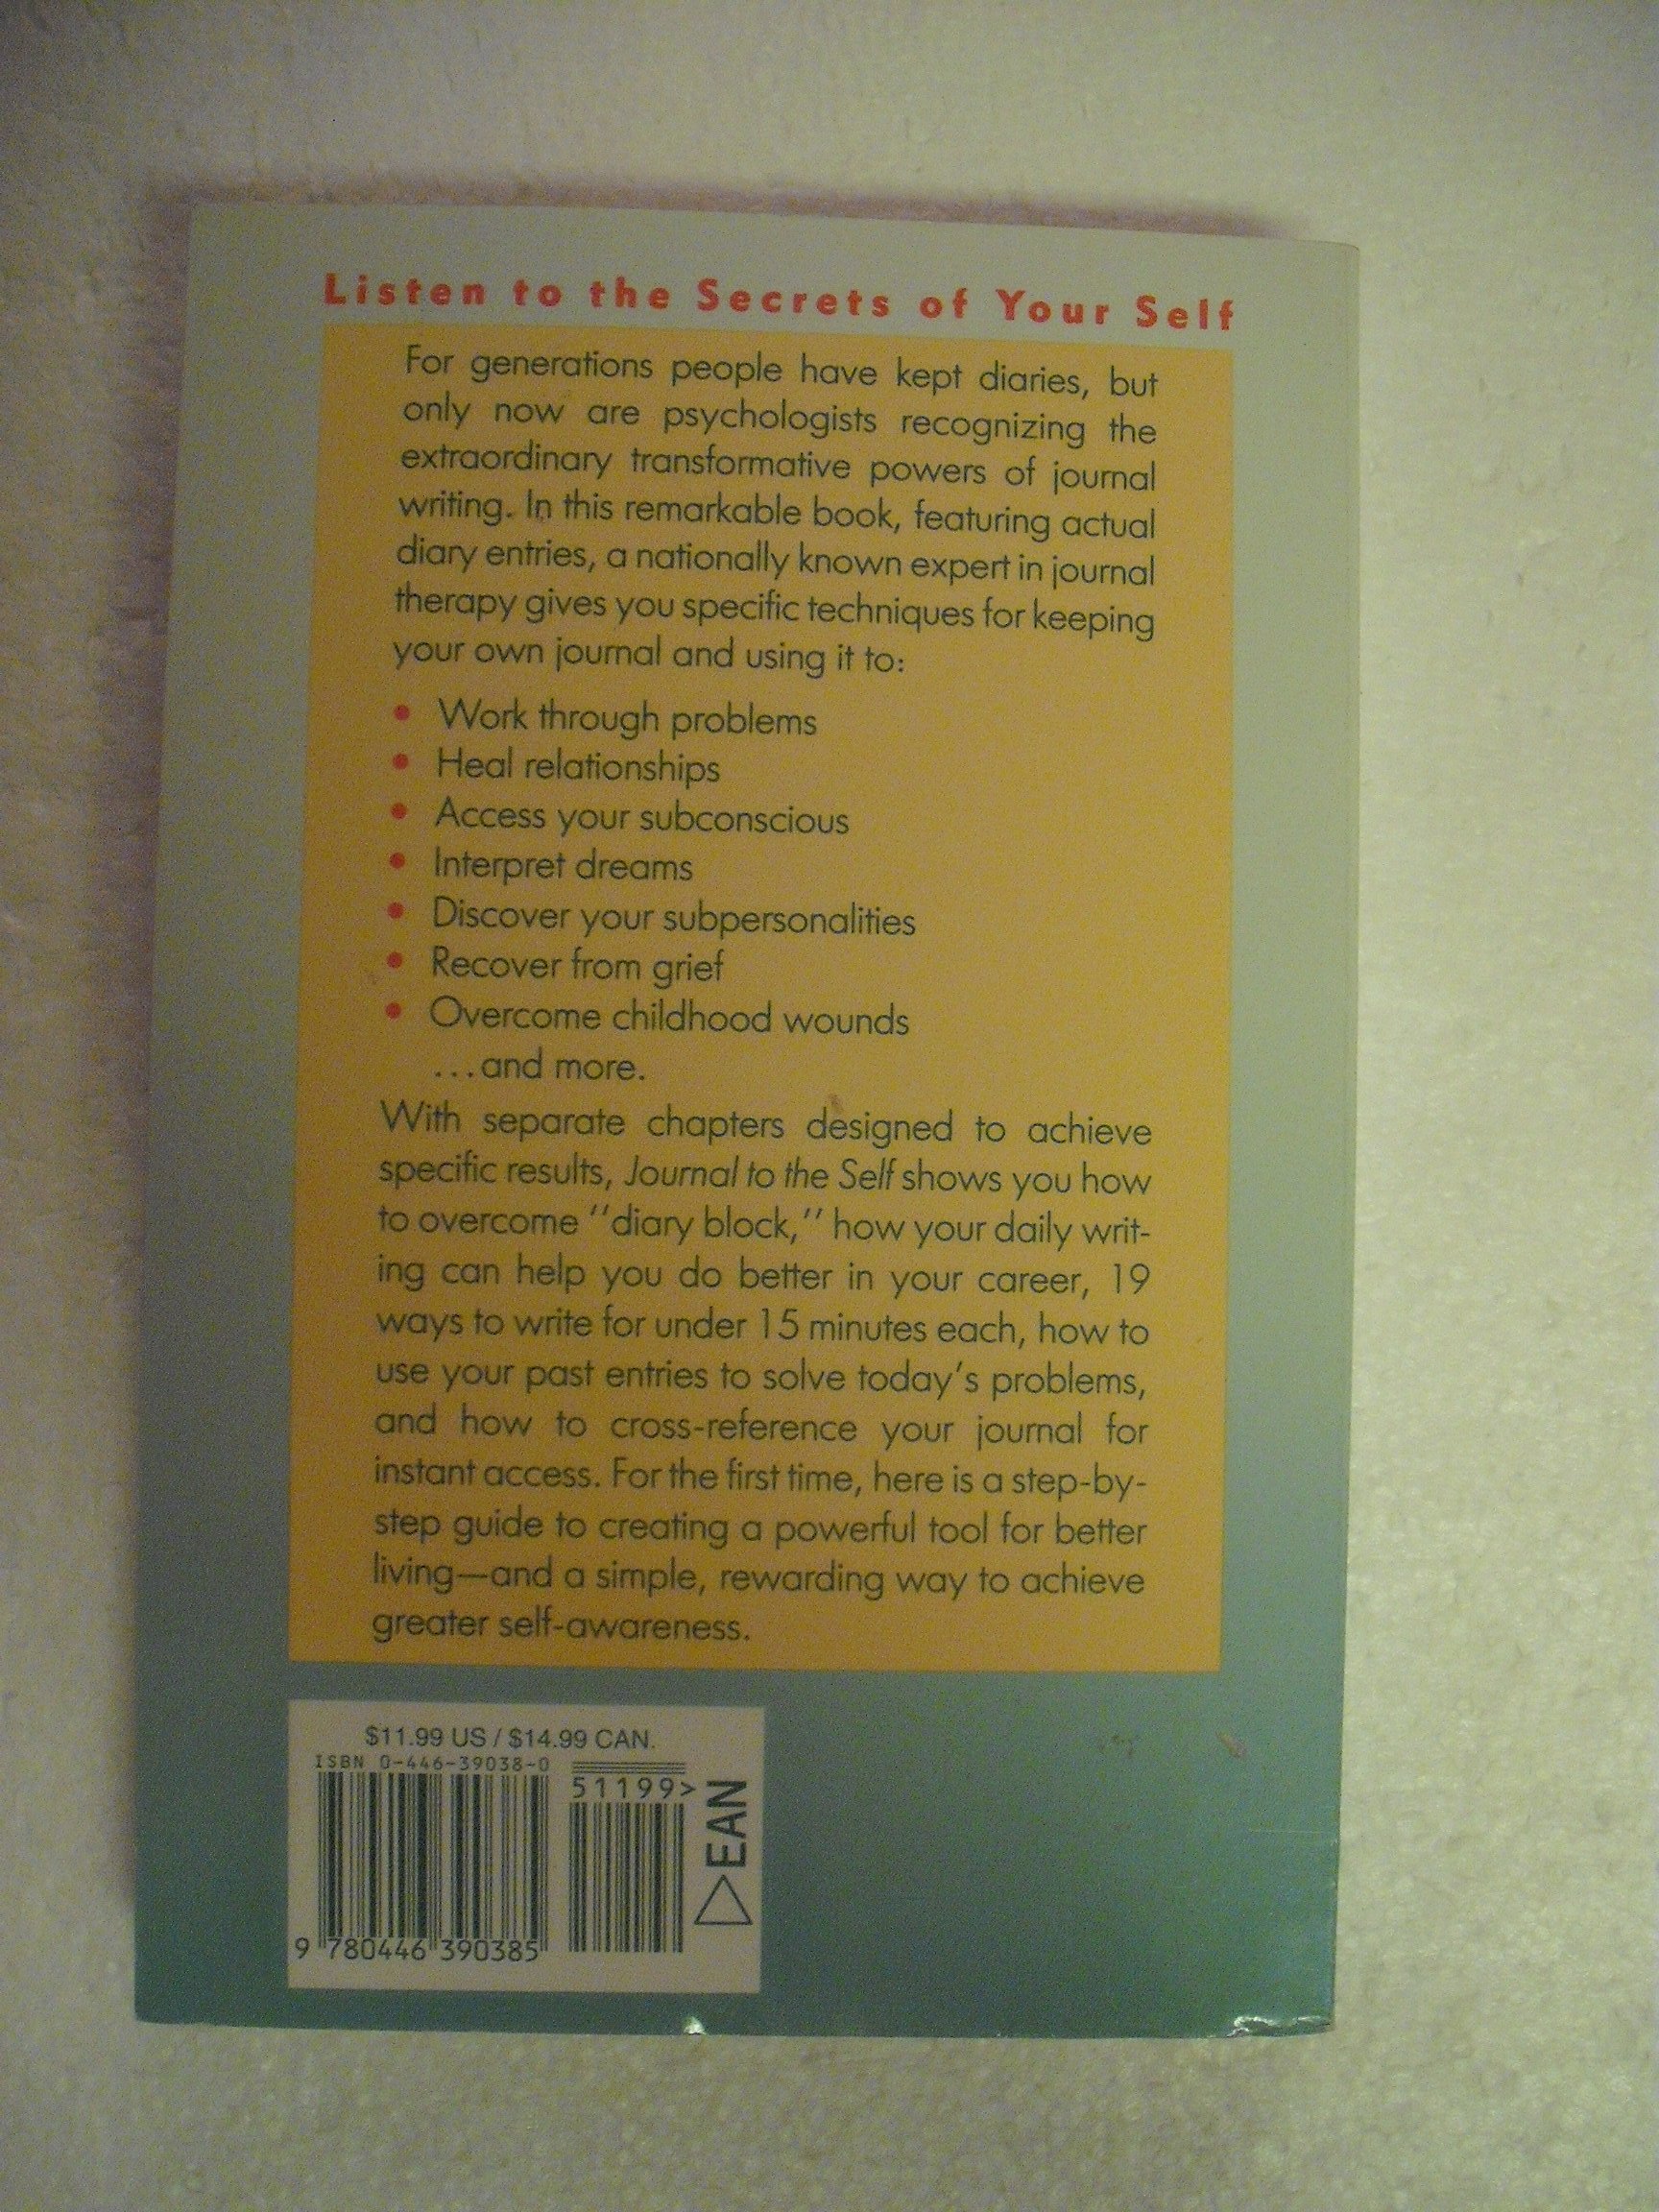 Listen to the Secrets of Your Self
For generations people have kept diaries, but
only now are psychologists recognizing the
extraordinary transformative powers of journal
writing. In this remarkable book, featuring actual
diary entries, a nationally known expert in journal
therapy gives you specific techniques for keeping
your own journal and using it to:
• Work through problems
• Heal relationships
• Access your subconscious
• Interpret dreams
• Discover your subpersonalities
• Recover from grief
• Overcome childhood wounds
...and more.
With separate chapters designed to achieve
specific results, Journal to the Self shows you how
to overcome ‘‘diary block,’’ how your daily writ-
ing can help you do better in your career, 19
ways to write for under 15 minutes each, how to
use your past entries to solve today's problems,
and how to cross-reference your journal for
instant access. For the first time, here is a step-by-
step guide to creating a powerful tool for better
living—and a simple, rewarding way to achieve
greater self-awareness.
$11.99 US / $14.99 CAN.
ISBN 0-446-39038-0
51199>
EAN
9 780446 390385